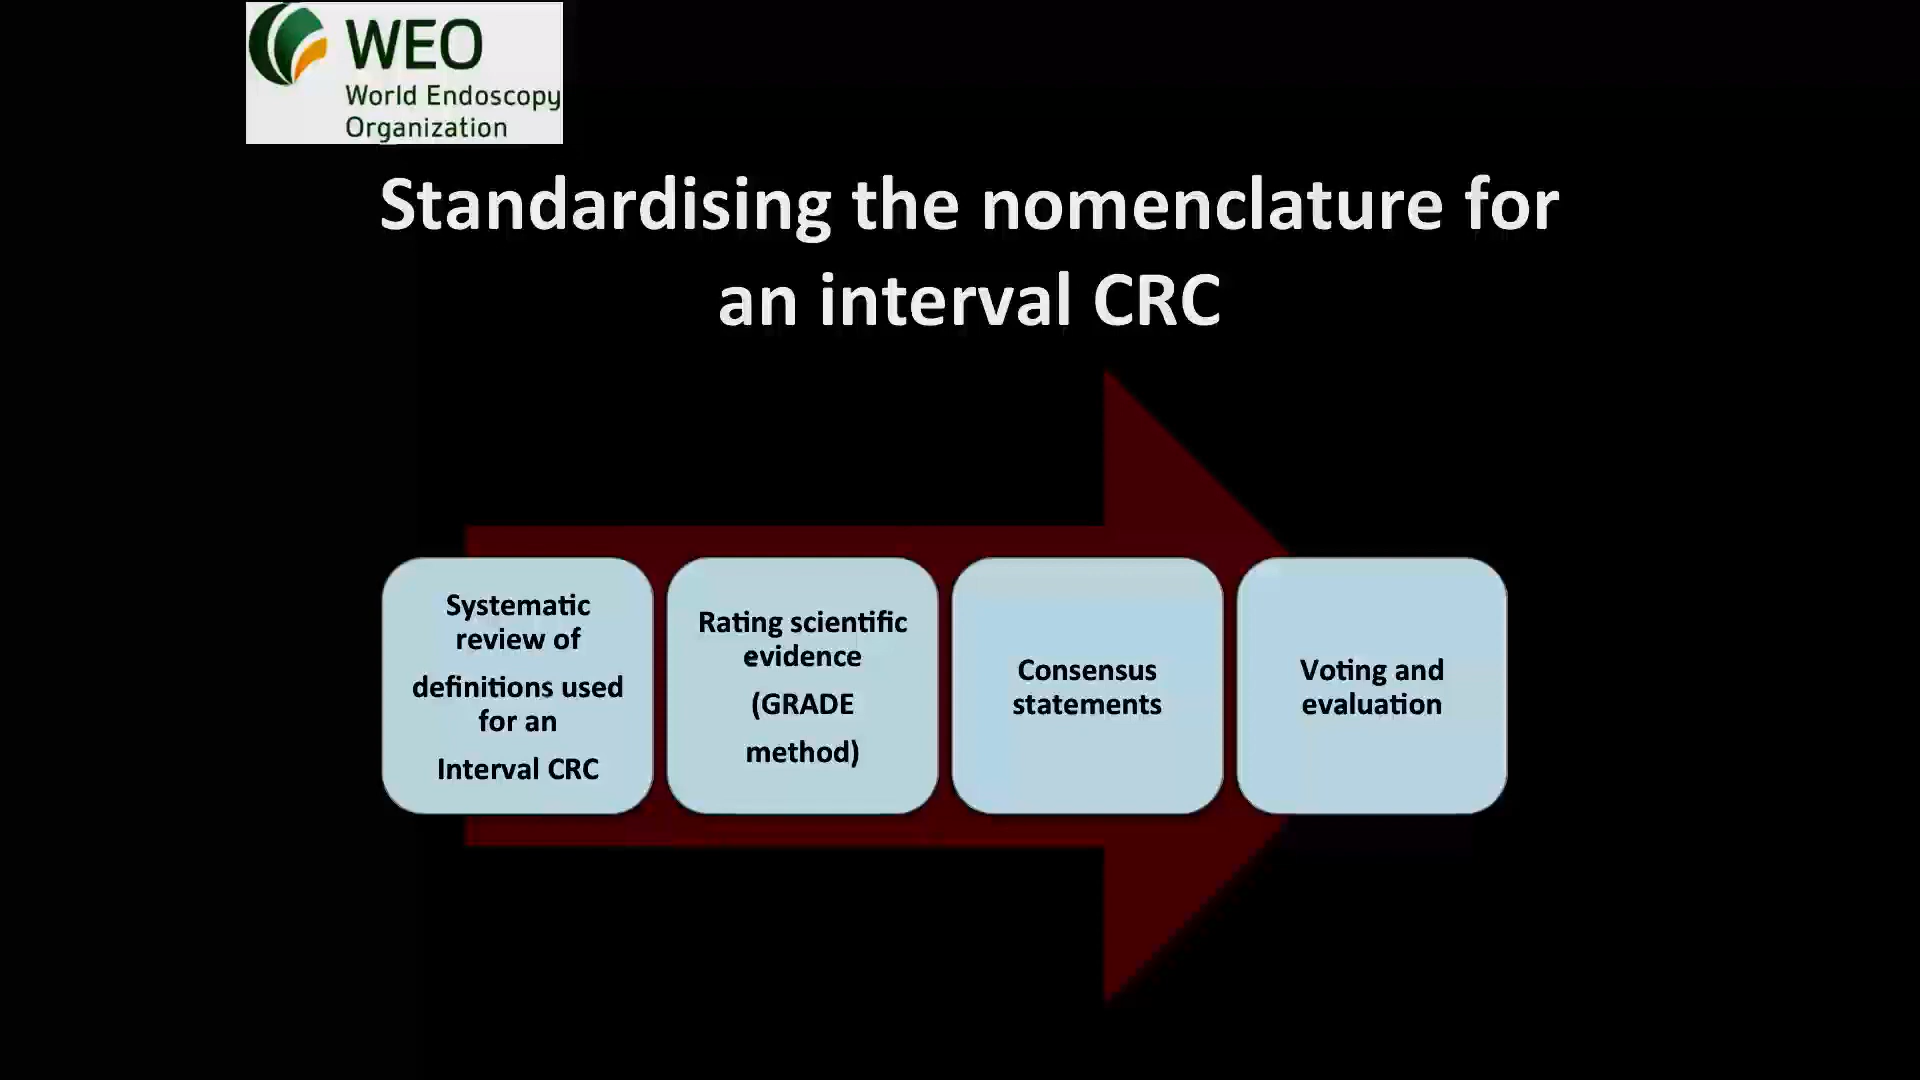 WEO
World Endoscopy
Organization
Standardising the nomenclature for
an interval CRC
Systematic
review of
definitions used
for an
Interval CRC
Rating scientific
evidence
(GRADE
method)
Consensus
statements
Voting and
evaluation